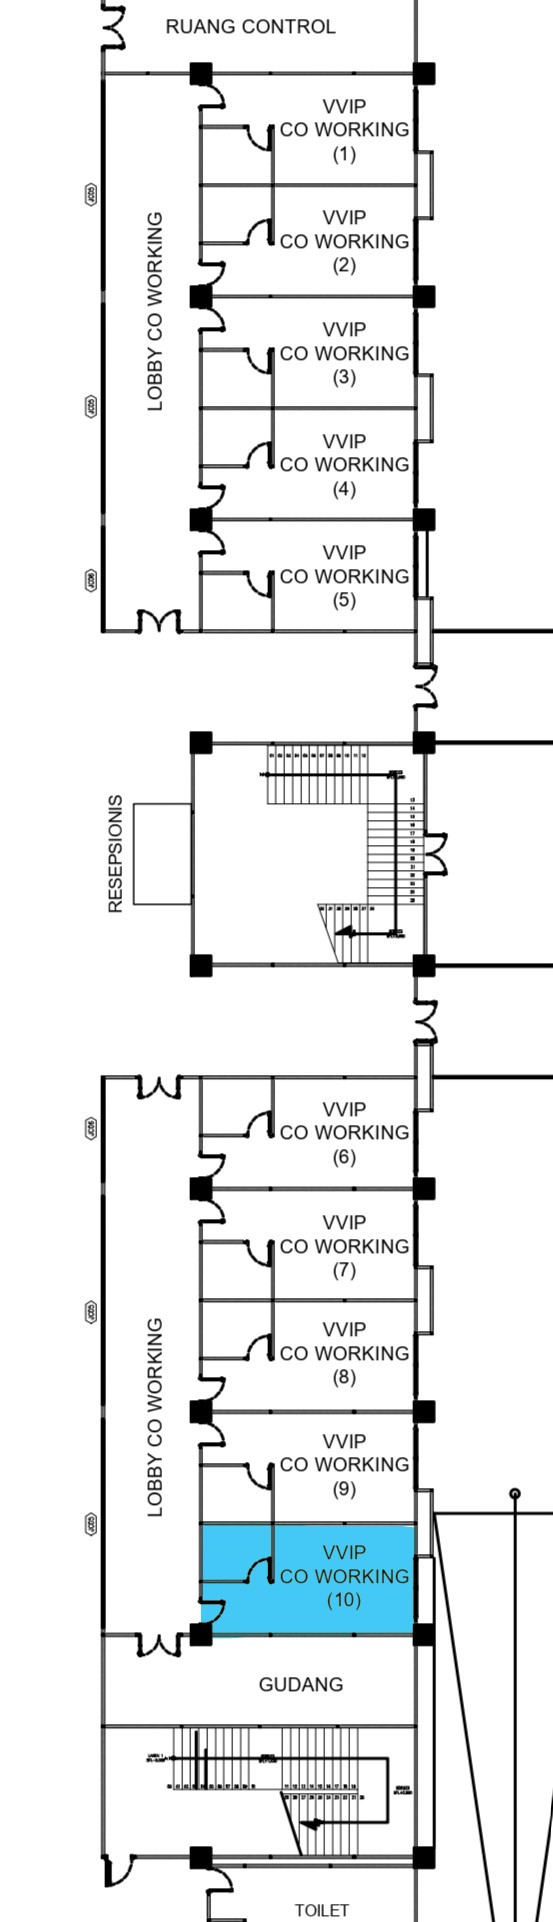 RUANG CONTROL
VVIP
CO WORKING
(1)
VVIP
CO WORKING
(2)
LOBBY CO WORKING
VVIP
CO WORKING
(3)
VVIP
CO WORKING
(4)
VVIP
CO WORKING
(5)
RESEPSIONIS
VVIP
CO WORKING
(6)
VVIP
CO WORKING
(7)
VVIP
CO WORKING
(8)
LOBBY CO WORKING
VVIP
CO WORKING
(9)
VVIP
CO WORKING
(10)
GUDANG
TOILET